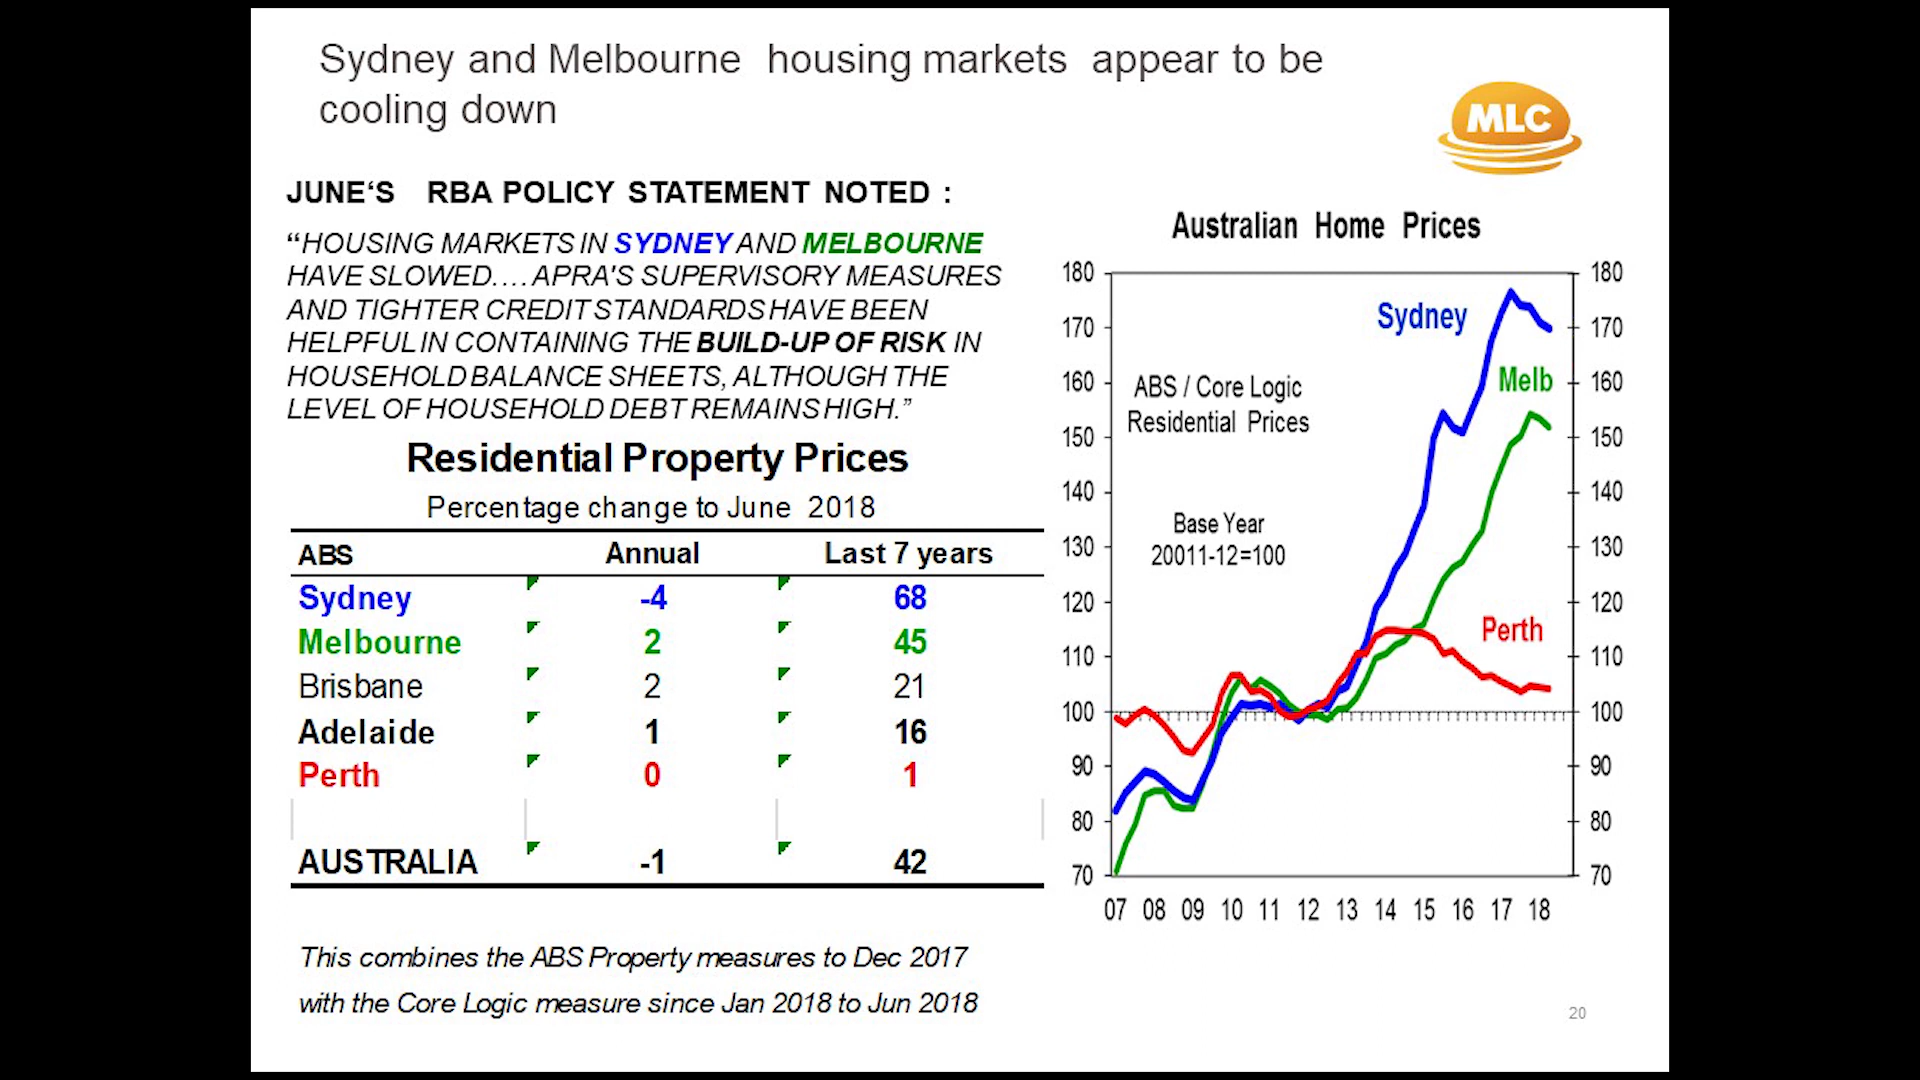 Sydney and Melbourne housing markets appear to be
cooling down
MLC
JUNE‘S RBA POLICY STATEMENT NOTED :
“HOUSING MARKETS IN SYDNEY AND MELBOURNE
HAVE SLOWED.... APRA'S SUPERVISORY MEASURES
AND TIGHTER CREDIT STANDARDS HAVE BEEN
HELPFUL IN CONTAINING THE BUILD-UP OF RISK IN
HOUSEHOLD BALANCE SHEETS, ALTHOUGH THE
LEVEL OF HOUSEHOLD DEBT REMAINS HIGH.”
Residential Property Prices
Percentage change to June 2018
ABS Annual Last 7 years
Sydney -4 68
Melbourne 2 45
Brisbane 2 21
Adelaide 1 16
Perth 0 1
AUSTRALIA -1 42
This combines the ABS Property measures to Dec 2017
with the Core Logic measure since Jan 2018 to Jun 2018
Australian Home Prices
180 180
Sydney
170 170
Melb
160 160
ABS / Core Logic
Residential Prices
150 150
140 140
Base Year
20011-12=100
130 130
120 120
Perth
110 110
100 100
90 90
80 80
70 70
07 08 09 10 11 12 13 14 15 16 17 18
20